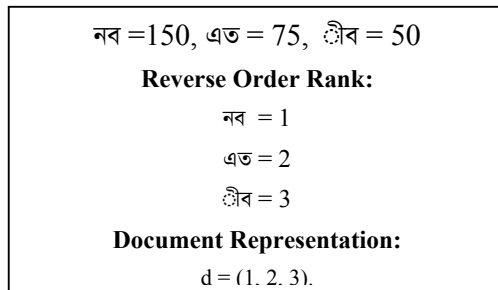 নব =150, এত = 75, ীব = 50
Reverse Order Rank:
নব = 1
এত = 2
ীব = 3
Document Representation:
d = (1, 2, 3),